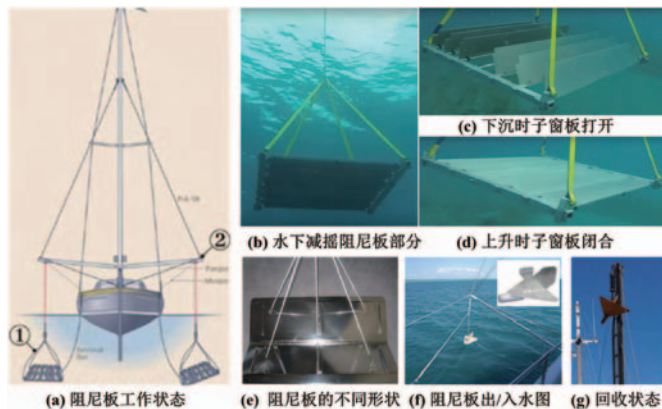 ②
①
(a) 阻尼板工作状态
(b) 水下减摇阻尼板部分
(c) 下沉时子窗板打开
(d) 上升时子窗板闭合
(e) 阻尼板的不同形状
(f) 阻尼板出/入水图
(g) 回收状态